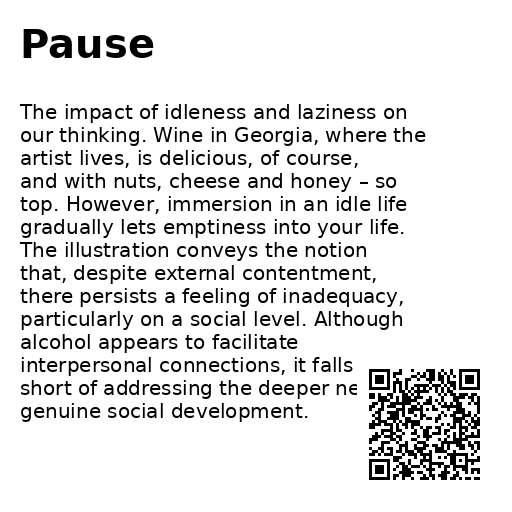 Pause
The impact of idleness and laziness on
our thinking. Wine in Georgia, where the
artist lives, is delicious, of course,
and with nuts, cheese and honey – so
top. However, immersion in an idle life
gradually lets emptiness into your life.
The illustration conveys the notion
that, despite external contentment,
there persists a feeling of inadequacy,
particularly on a social level. Although
alcohol appears to facilitate
interpersonal connections, it falls
short of addressing the deeper
genuine social development.